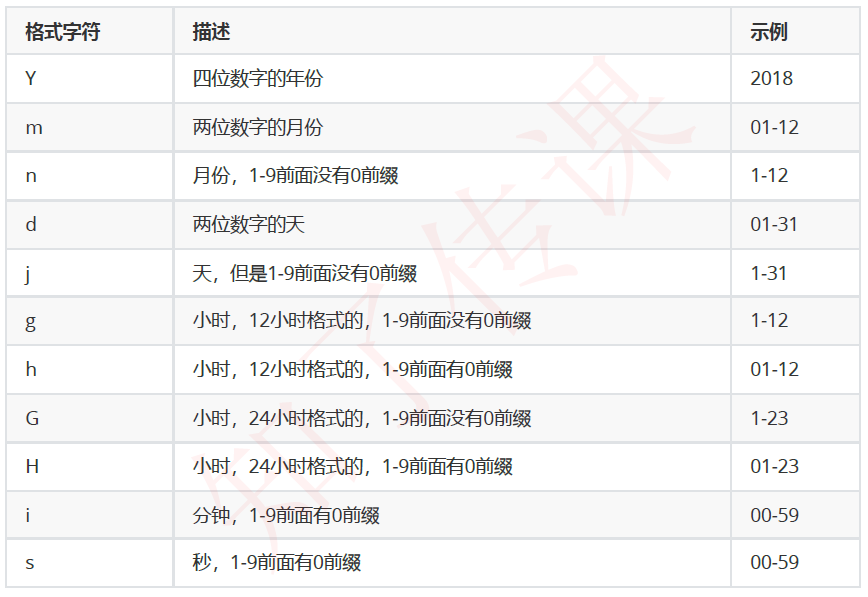 格式字符 描述 示例
Y 四位数字的年份 2018
m 两位数字的月份 01-12
n 月份，1-9前面没有0前缀 1-12
d 两位数字的天 01-31
j 天，但是1-9前面没有0前缀 1-31
g 小时，12小时格式的，1-9前面没有0前缀 1-12
h 小时，12小时格式的，1-9前面有0前缀 01-12
G 小时，24小时格式的，1-9前面没有0前缀 1-23
H 小时，24小时格式的，1-9前面有0前缀 01-23
i 分钟，1-9前面有0前缀 00-59
s 秒，1-9前面有0前缀 00-59
知了传课